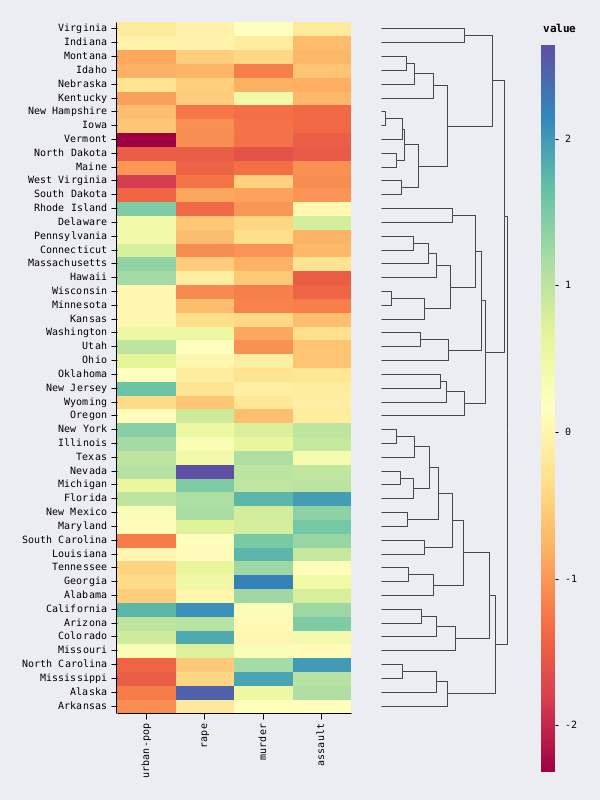 value
Virginia
Indiana
Montana
Idaho
Nebraska
Kentucky
New Hampshire
Iowa
Vermont
North Dakota
Maine
West Virginia
South Dakota
Rhode Island
Delaware
Pennsylvania
Connecticut
Massachusetts
Hawaii
Wisconsin
Minnesota
Kansas
Washington
Utah
Ohio
Oklahoma
New Jersey
Wyoming
Oregon
New York
Illinois
Texas
Nevada
Michigan
Florida
New Mexico
Maryland
South Carolina
Louisiana
Tennessee
Georgia
Alabama
California
Arizona
Colorado
Missouri
North Carolina
Mississippi
Alaska
Arkansas
urban-pop
rape
murder
assault
2
1
0
-1
-2